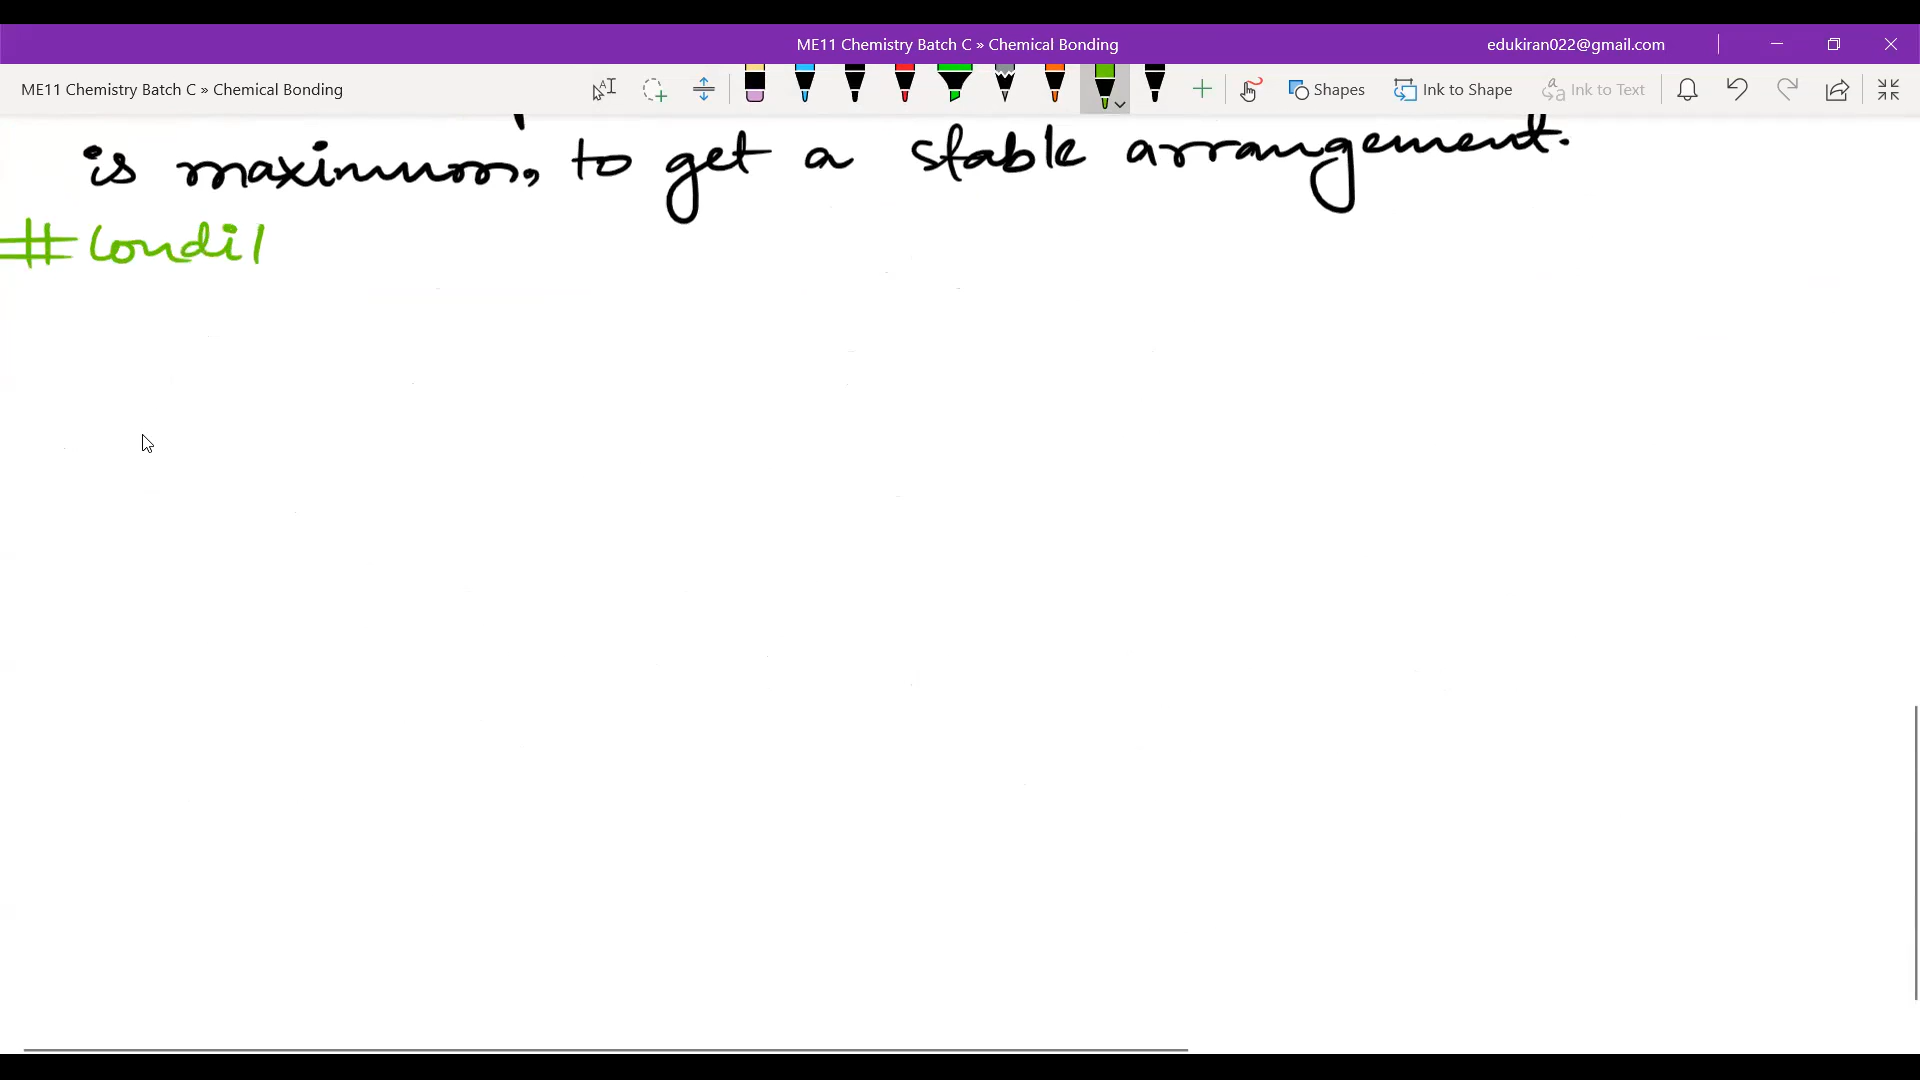 ME11 Chemistry Batch C » Chemical Bonding
edukiran022@gmail.com
ME11 Chemistry Batch C » Chemical Bonding
Shapes
Ink to Shape
Ink to Text
is maximum, to get a stable arrangement.
# Condit